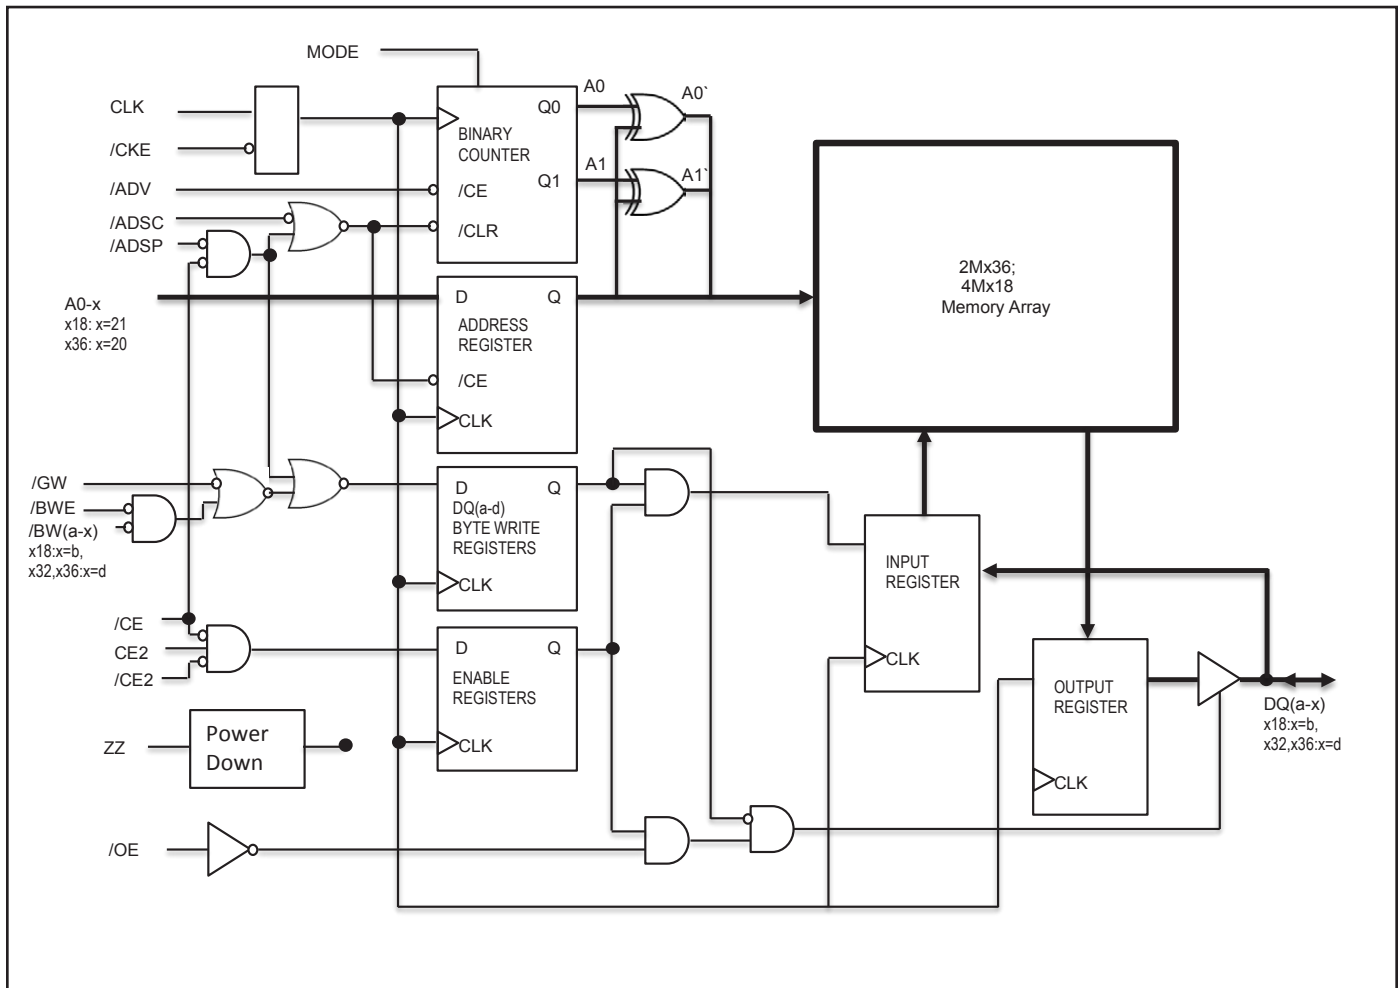 MODE
CLK
/CKE
/ADV
/ADSC
/ADSP
A0-x
x18: x=21
x36: x=20
/GW
/BWE
/BW(a-x)
x18:x=b,
x32,x36:x=d
/CE
CE2
/CE2
ZZ
Power
Down
/OE
Q0
BINARY
COUNTER
Q1
/CE
/CLR
A0
A0`
A1
A1`
D Q
ADDRESS
REGISTER
/CE
CLK
D Q
DQ(a-d)
BYTE WRITE
REGISTERS
CLK
D Q
ENABLE
REGISTERS
CLK
2Mx36;
4Mx18
Memory Array
INPUT
REGISTER
CLK
OUTPUT
REGISTER
CLK
DQ(a-x)
x18:x=b,
x32,x36:x=d